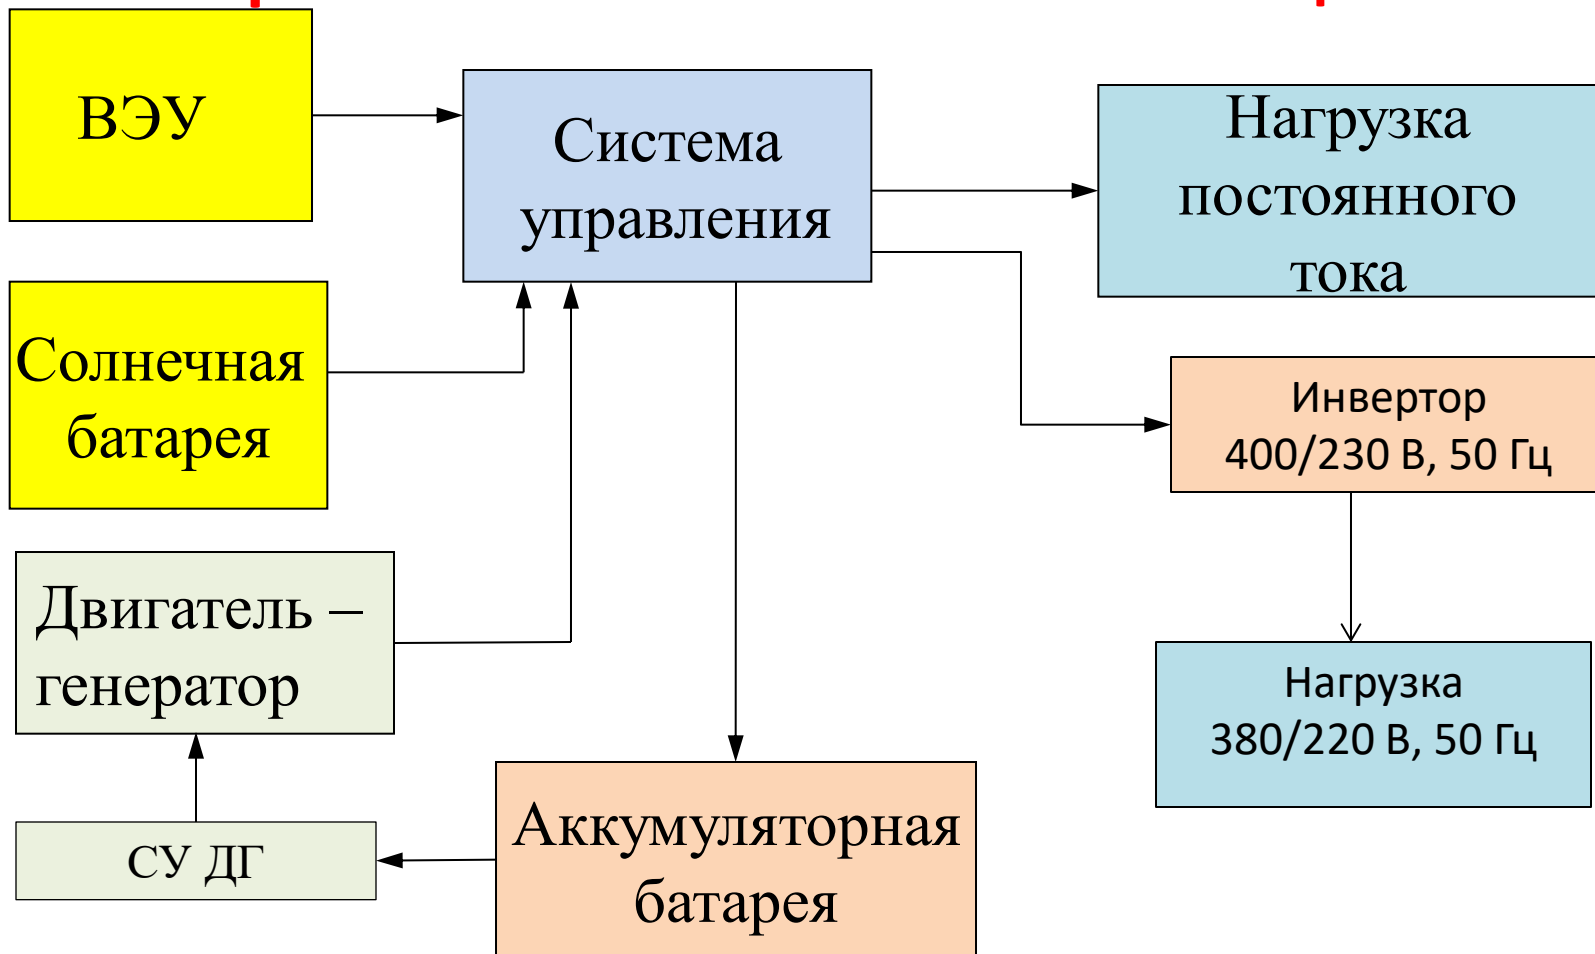 ВЭУ
Система
управления
Нагрузка
постоянного
тока
Солнечная
батарея
Инвертор
400/230 В, 50 Гц
Двигатель –
генератор
Нагрузка
380/220 В, 50 Гц
СУ ДГ
Аккумуляторная
батарея